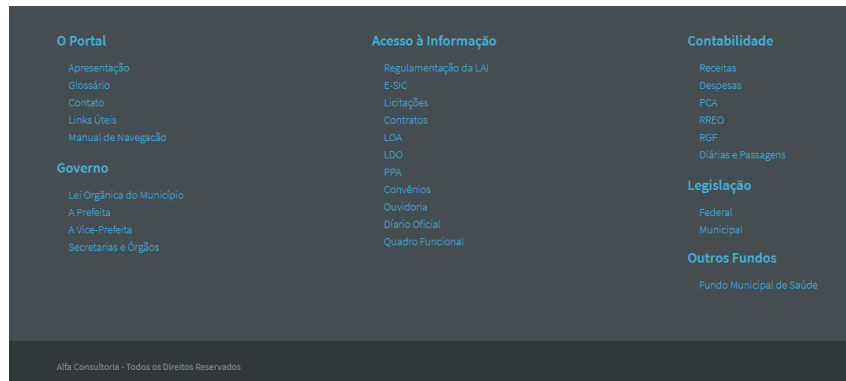 O Portal
Apresentação
Glossário
Contato
Links Úteis
Manual de Navegacão
Governo
Lei Orgânica do Município
A Prefeita
A Vice-Prefeita
Secretarias e Órgãos
Acesso à Informação
Regulamentação da LAI
E-SIC
Licitações
Contratos
LOA
LDO
PPA
Convênios
Ouvidoria
Díario Oficial
Quadro Funcional
Contabilidade
Receitas
Despesas
PCA
RREO
RGF
Diárias e Passagens
Legislação
Federal
Municipal
Outros Fundos
Fundo Municipal de Saúde
Alfa Consultoria - Todos os Direitos Reservados